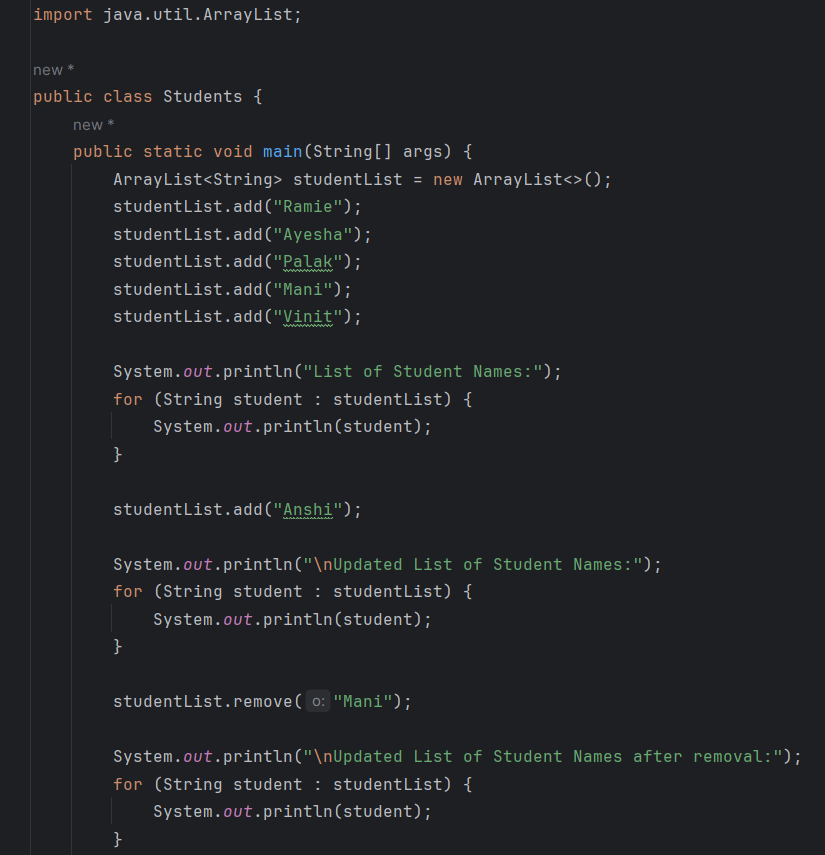 import java.util.ArrayList;
new *
public class Students {
new *
public static void main(String[] args) {
ArrayList<String> studentList = new ArrayList<>();
studentList.add("Ramie");
studentList.add("Ayesha");
studentList.add("Palak");
studentList.add("Mani");
studentList.add("Vinit");
System.out.println("List of Student Names:");
for (String student : studentList) {
System.out.println(student);
}
studentList.add("Anshi");
System.out.println("\nUpdated List of Student Names:");
for (String student : studentList) {
System.out.println(student);
}
studentList.remove( o: "Mani");
System.out.println("\nUpdated List of Student Names after removal:");
for (String student : studentList) {
System.out.println(student);
}